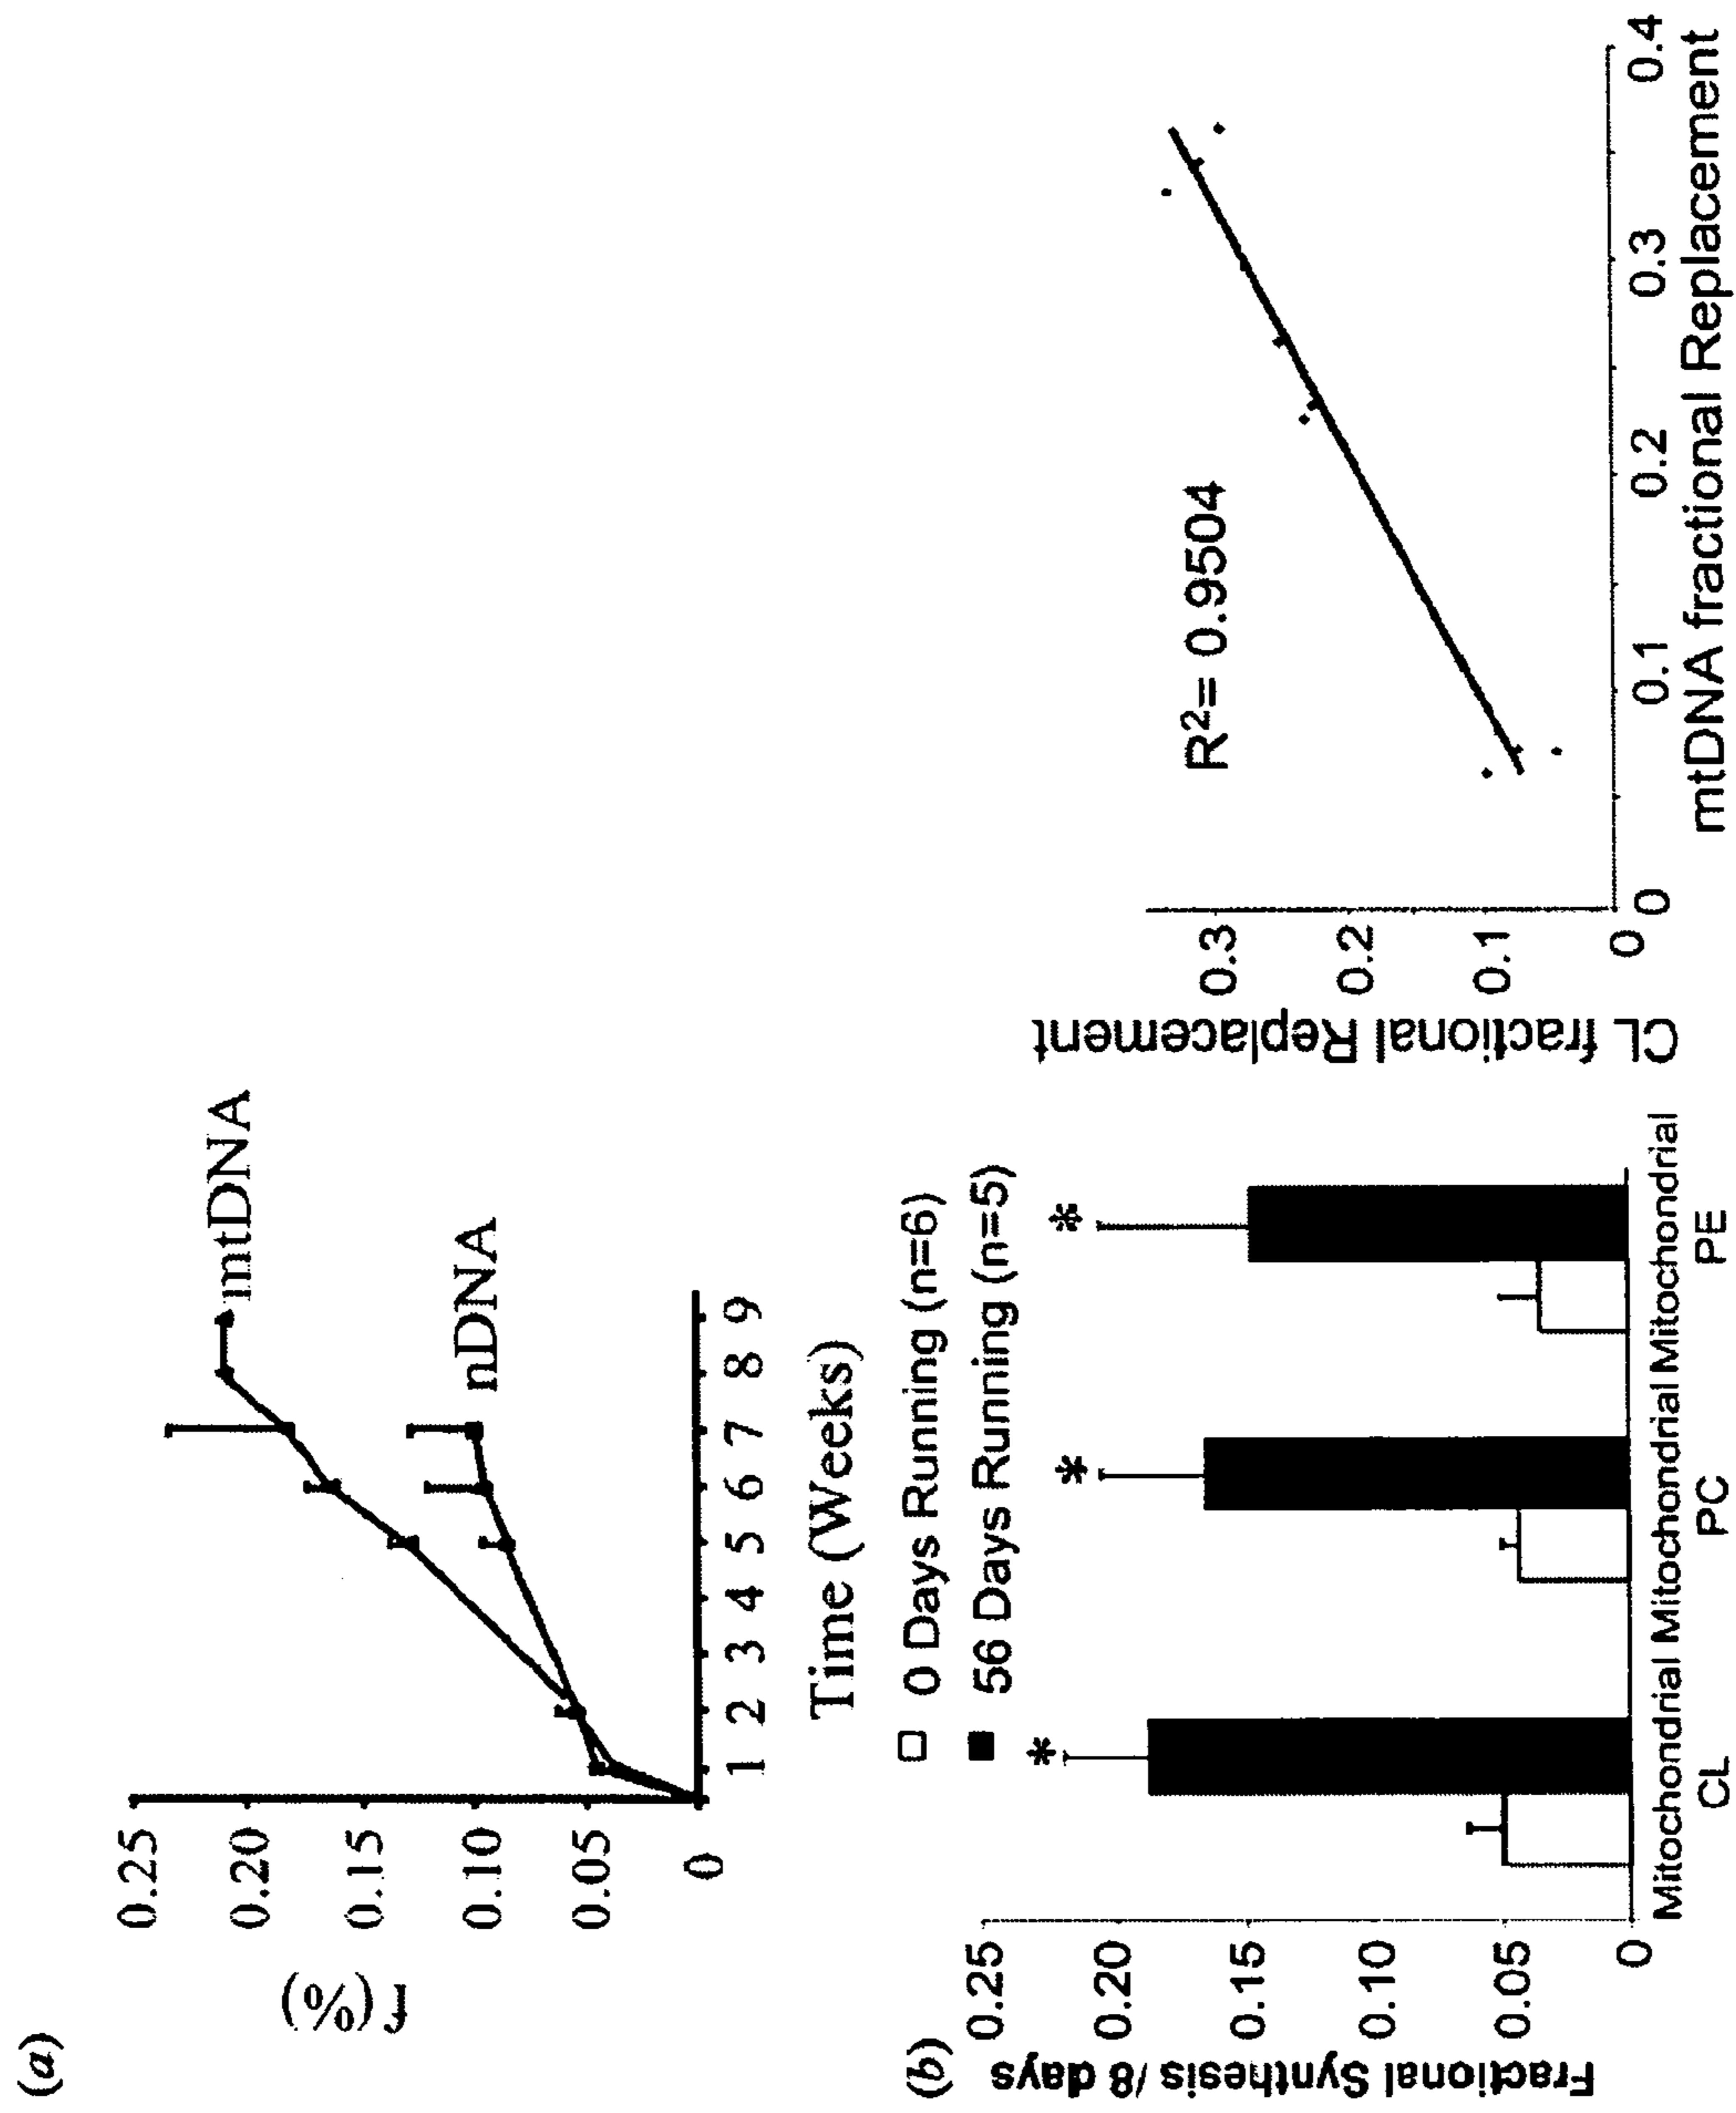 (a)
f (%)
0.25
0.20
0.15
0.10
0.05
0
mtDNA
nDNA
1 2 3 4 5 6 7 8 9
Time (Weeks)
(b)
0 Days Running (n=6)
56 Days Running (n=5)
Fractional Synthesis /8 days
0.25
0.20
0.15
0.10
0.05
0
* * *
Mitochondrial Mitochondrial Mitochondrial
CL PC PE
CL fractional Replacement
0.3
0.2
0.1
0
R²= 0.9504
0 0.1 0.2 0.3 0.4
mtDNA fractional Replacement